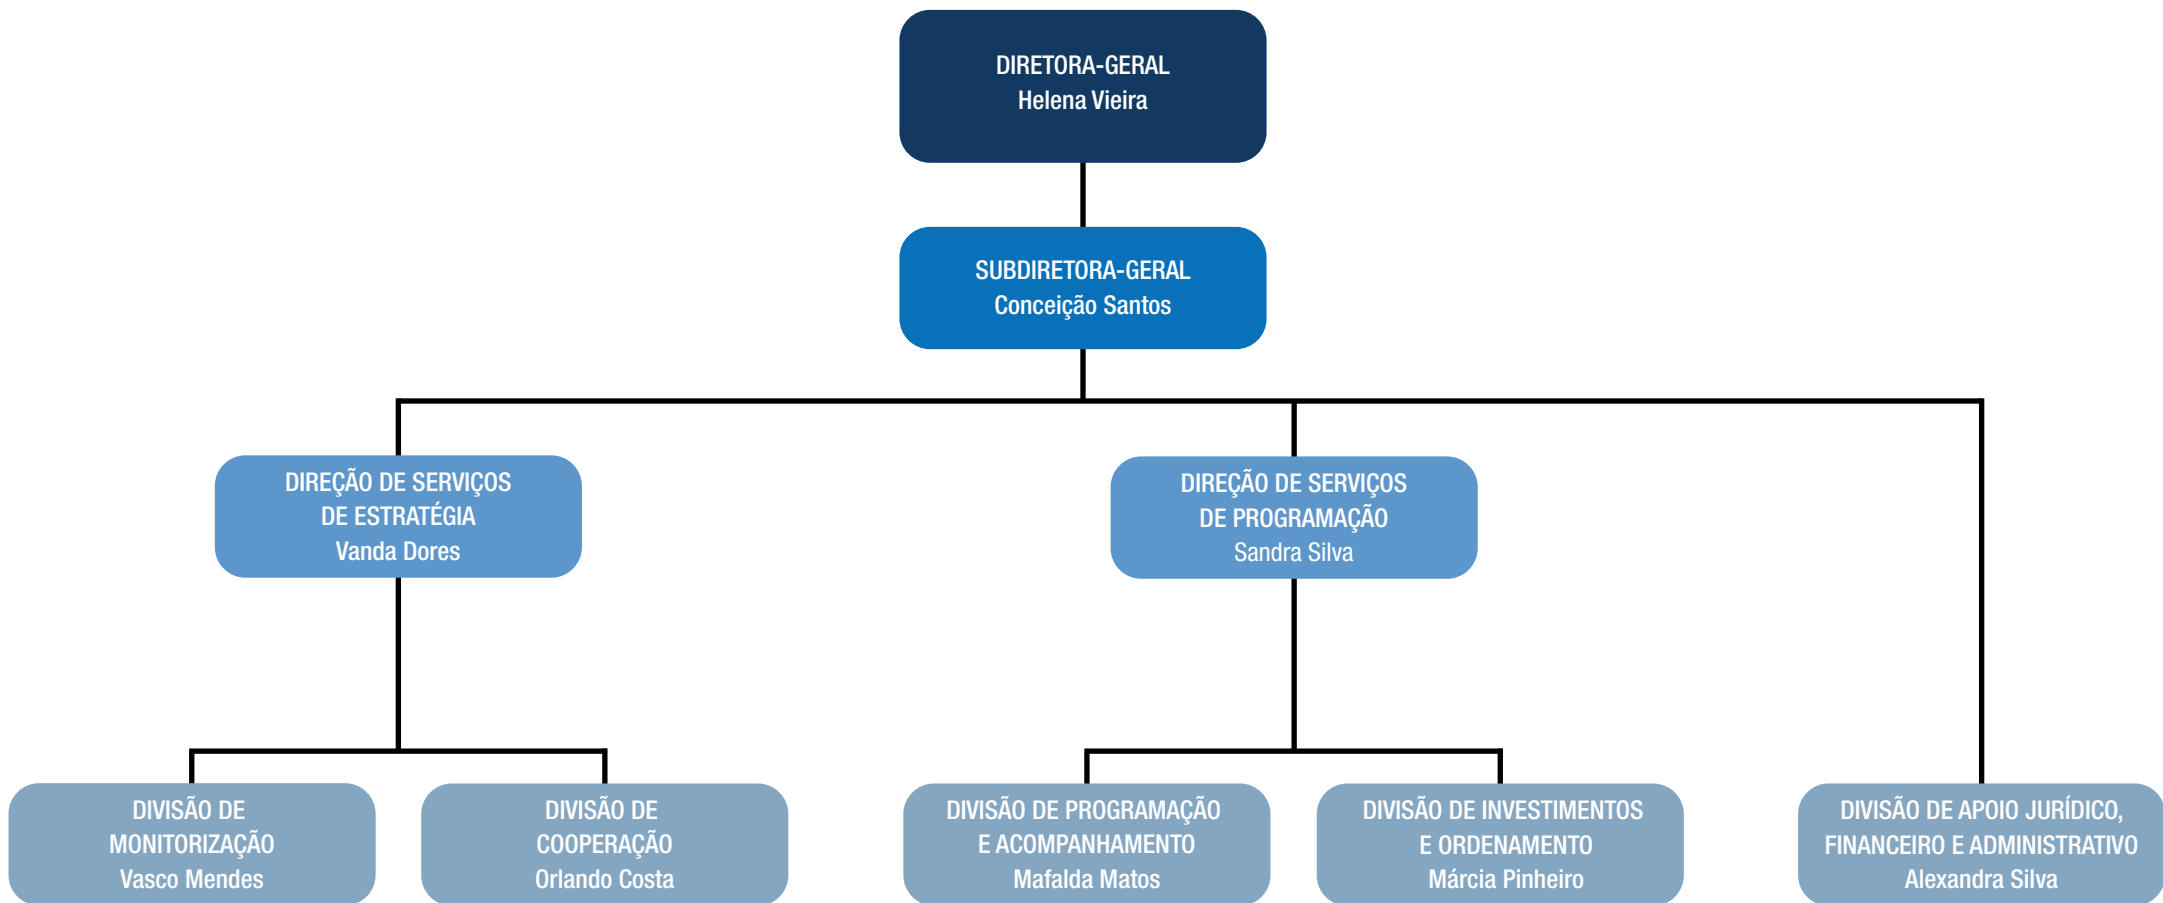 DIRETORA-GERAL
Helena Vieira
SUBDIRETORA-GERAL
Conceição Santos
DIREÇÃO DE SERVIÇOS
DE ESTRATÉGIA
Vanda Dores
DIREÇÃO DE SERVIÇOS
DE PROGRAMAÇÃO
Sandra Silva
DIVISÃO DE
MONITORIZAÇÃO
Vasco Mendes
DIVISÃO DE
COOPERAÇÃO
Orlando Costa
DIVISÃO DE PROGRAMAÇÃO
E ACOMPANHAMENTO
Mafalda Matos
DIVISÃO DE INVESTIMENTOS
E ORDENAMENTO
Márcia Pinheiro
DIVISÃO DE APOIO JURÍDICO,
FINANCEIRO E ADMINISTRATIVO
Alexandra Silva